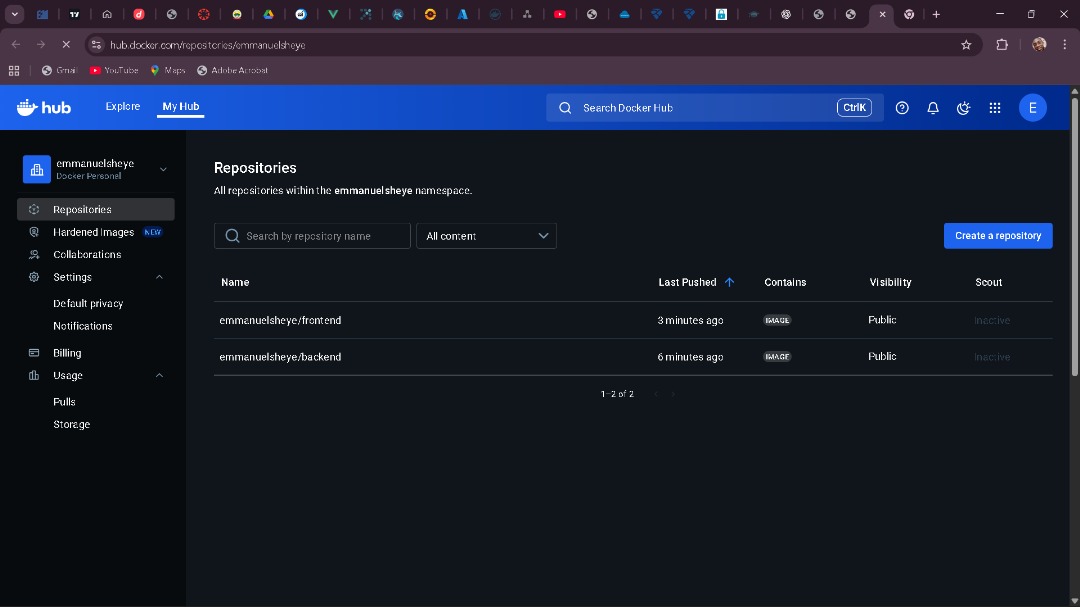 hub.docker.com/repositories/emmanuelsheye
Gmail YouTube Maps Adobe Acrobat
hub Explore My Hub Search Docker Hub CtrlK E
emmanuelsheye
Docker Personal
Repositories
Hardened Images NEW
Collaborations
Settings
Default privacy
Notifications
Billing
Usage
Pulls
Storage
Repositories
All repositories within the emmanuelsheye namespace.
Search by repository name All content Create a repository
Name Last Pushed Contains Visibility Scout
emmanuelsheye/frontend 3 minutes ago IMAGE Public Inactive
emmanuelsheye/backend 6 minutes ago IMAGE Public Inactive
1–2 of 2